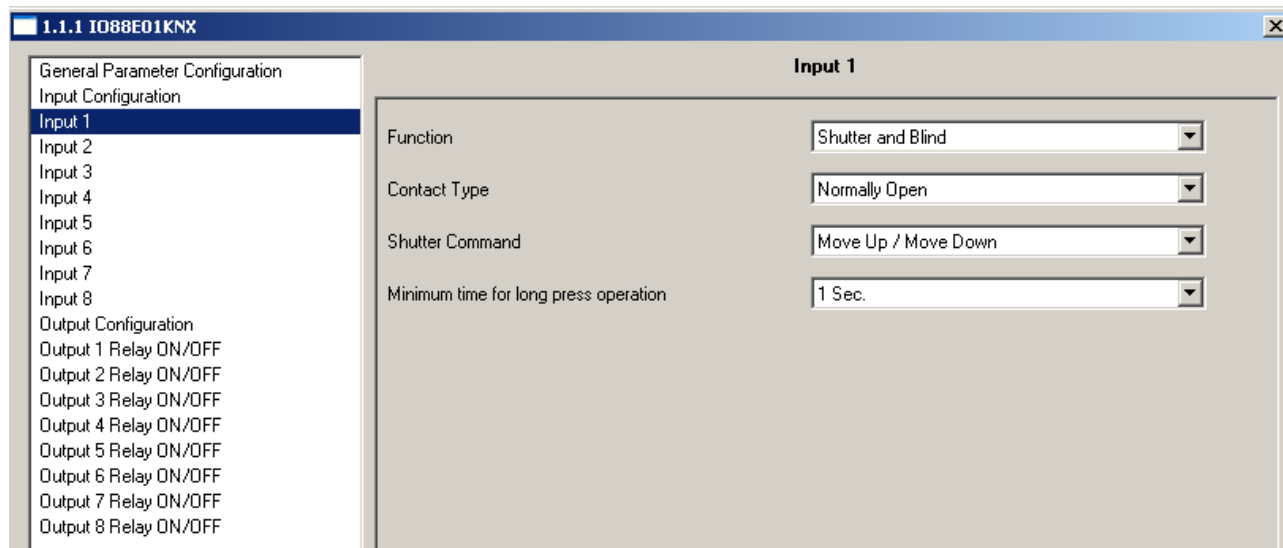 1.1.1 IO88E01KNX
General Parameter Configuration
Input Configuration
Input 1
Input 2
Input 3
Input 4
Input 5
Input 6
Input 7
Input 8
Output Configuration
Output 1 Relay ON/OFF
Output 2 Relay ON/OFF
Output 3 Relay ON/OFF
Output 4 Relay ON/OFF
Output 5 Relay ON/OFF
Output 6 Relay ON/OFF
Output 7 Relay ON/OFF
Output 8 Relay ON/OFF
Input 1
Function Shutter and Blind
Contact Type Normally Open
Shutter Command Move Up / Move Down
Minimum time for long press operation 1 Sec.